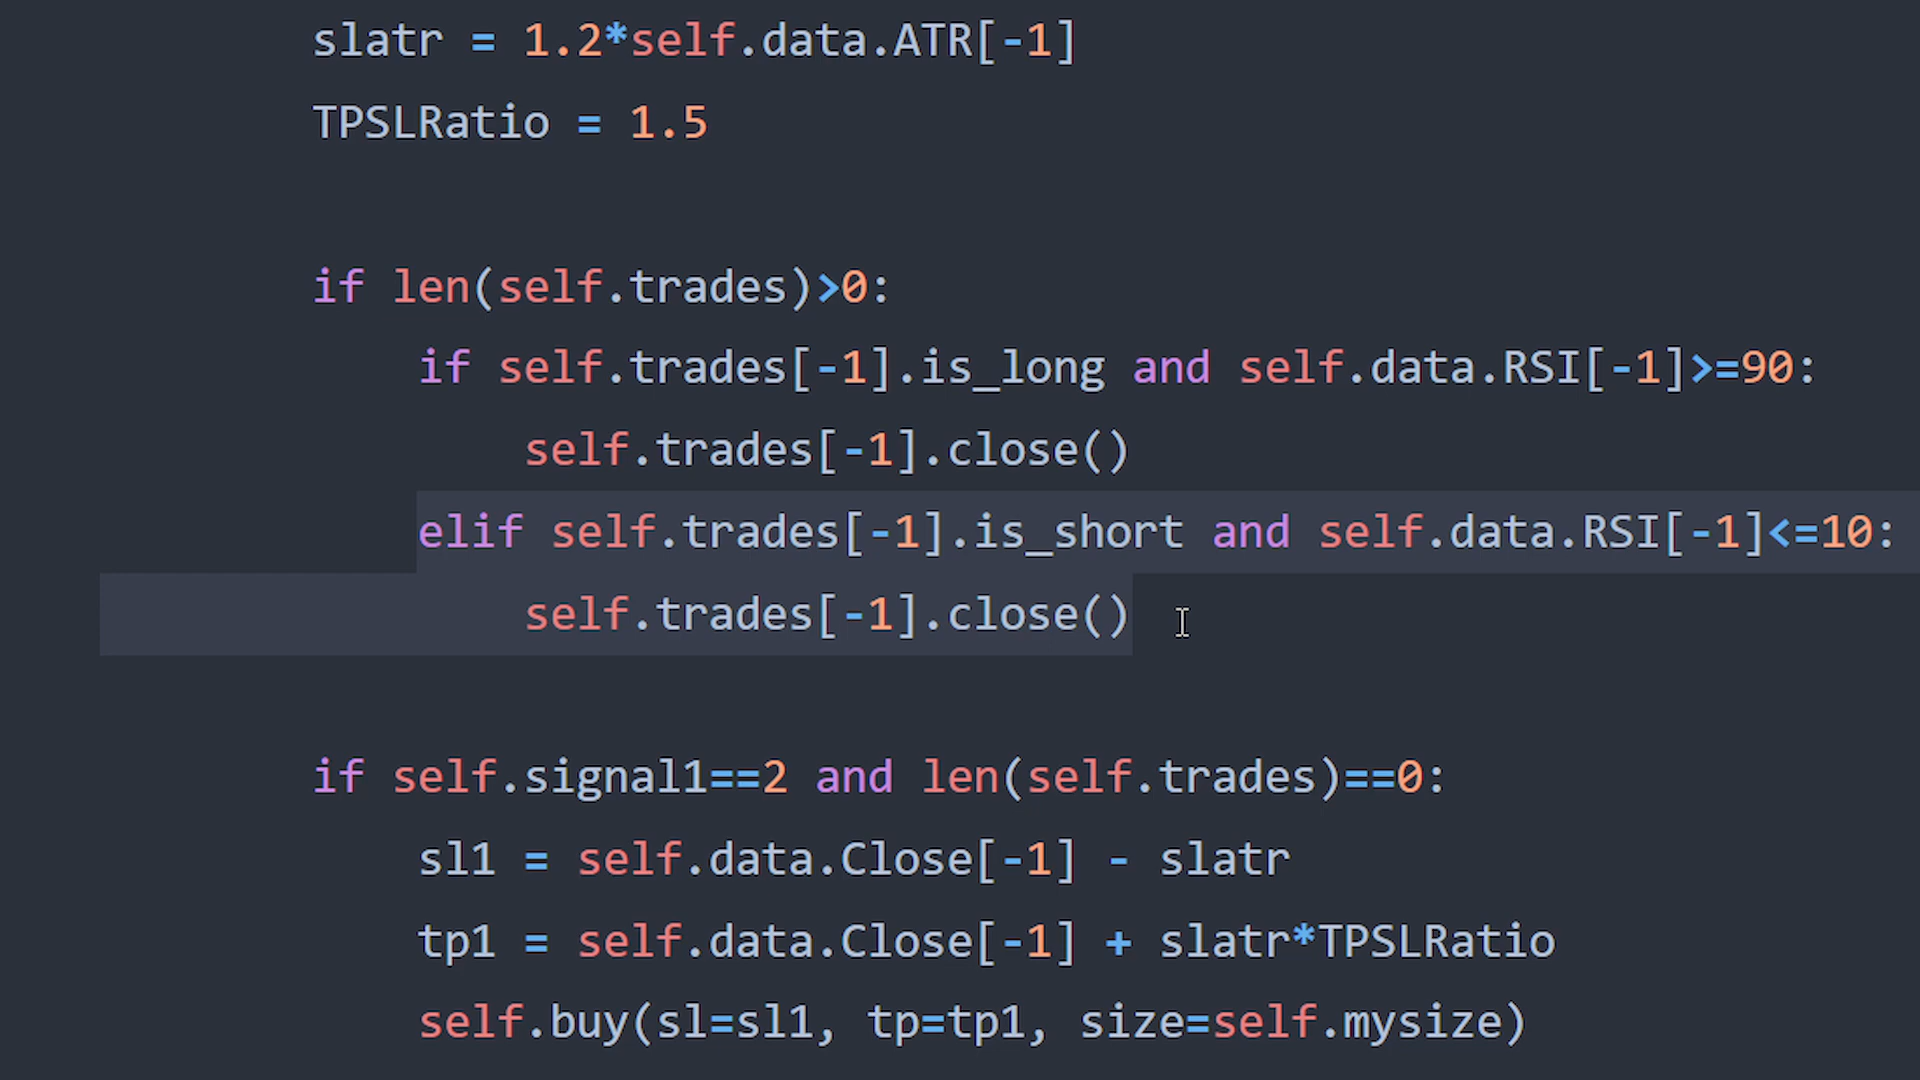 slatr = 1.2*self.data.ATR[-1]
TPSLRatio = 1.5
if len(self.trades)>0:
if self.trades[-1].is_long and self.data.RSI[-1]>=90:
self.trades[-1].close()
elif self.trades[-1].is_short and self.data.RSI[-1]<=10:
self.trades[-1].close()
if self.signal1==2 and len(self.trades)==0:
sl1 = self.data.Close[-1] - slatr
tp1 = self.data.Close[-1] + slatr*TPSLRatio
self.buy(sl=sl1, tp=tp1, size=self.mysize)